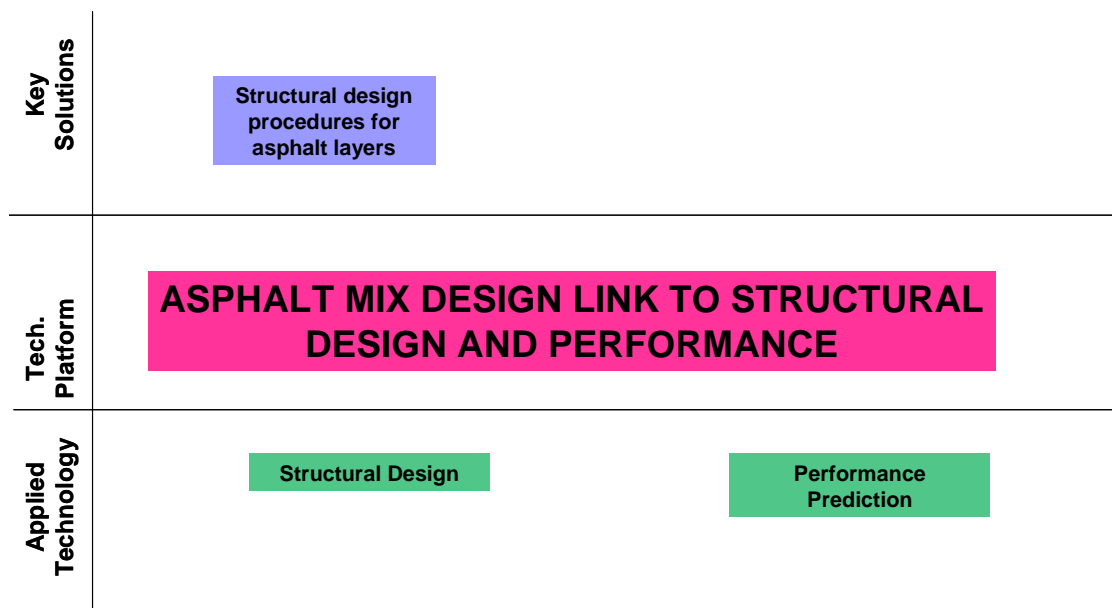 Key
Solutions
Structural design
procedures for
asphalt layers
Tech.
Platform
ASPHALT MIX DESIGN LINK TO STRUCTURAL
DESIGN AND PERFORMANCE
Applied
Technology
Structural Design
Performance
Prediction